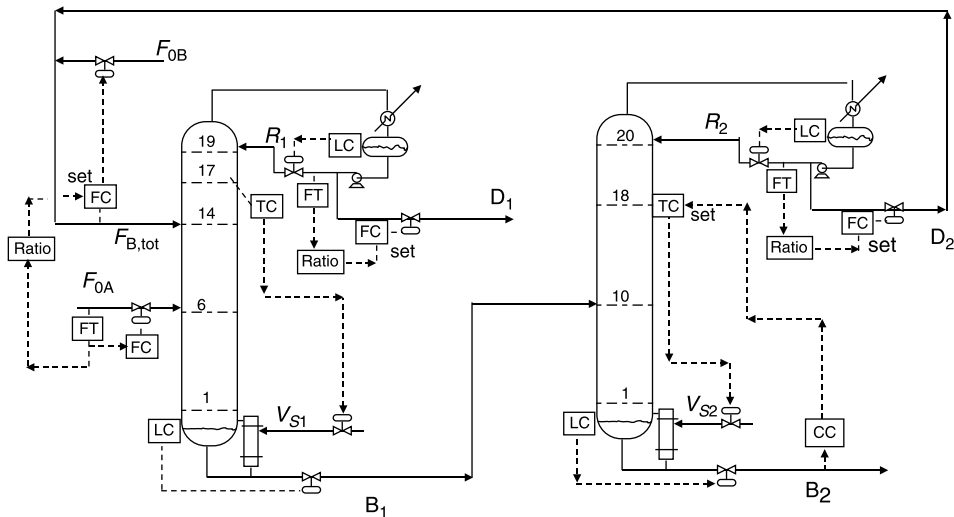 F0B
19
R1
LC
20
R2
LC
set
FC
17
TC
FT
D1
18
TC
set
FT
14
FC
set
FC
set
D2
Ratio
FB,tot
Ratio
Ratio
F0A
6
10
FT
FC
1
VS1
1
VS2
LC
LC
CC
B1
B2